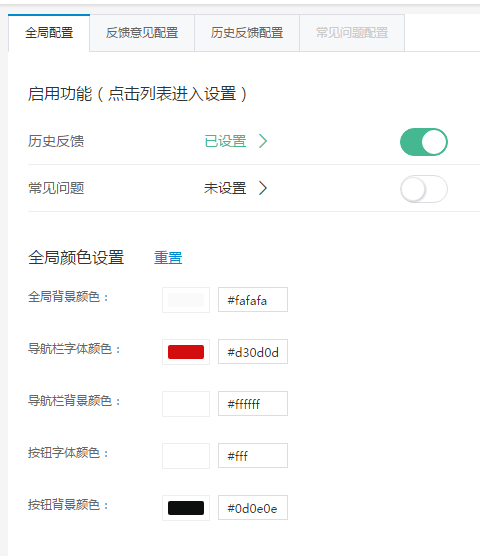 全局配置 反馈意见配置 历史反馈配置 常见问题配置
启用功能（点击列表进入设置）
历史反馈 已设置
常见问题 未设置
全局颜色设置 重置
全局背景颜色： #fafafa
导航栏字体颜色： #d30d0d
导航栏背景颜色： #ffffff
按钮字体颜色： #fff
按钮背景颜色： #0d0e0e